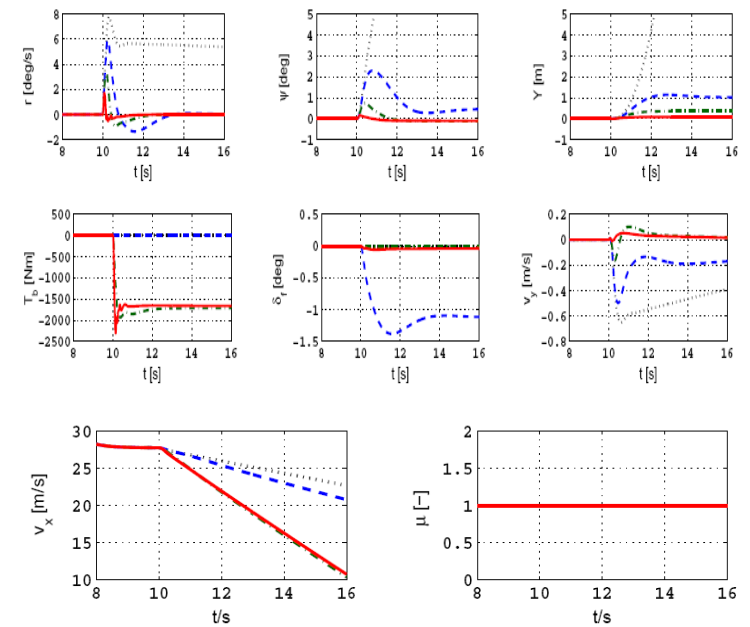 8
6
4
2
0
-2
r [deg/s]
8 10 12 14 16
t [s]
5
4
3
2
1
0
-1
ψ [deg]
8 10 12 14 16
t [s]
5
4
3
2
1
0
-1
Y [m]
8 10 12 14 16
t [s]
500
0
-500
-1000
-1500
-2000
-2500
T_b [Nm]
8 10 12 14 16
t [s]
0.5
0
-0.5
-1
-1.5
δ_f [deg]
8 10 12 14 16
t [s]
0.2
0
-0.2
-0.4
-0.6
-0.8
v_y [m/s]
8 10 12 14 16
t [s]
30
25
20
15
10
v_x [m/s]
8 10 12 14 16
t/s
2
1.5
1
0.5
0
μ [-]
8 10 12 14 16
t/s